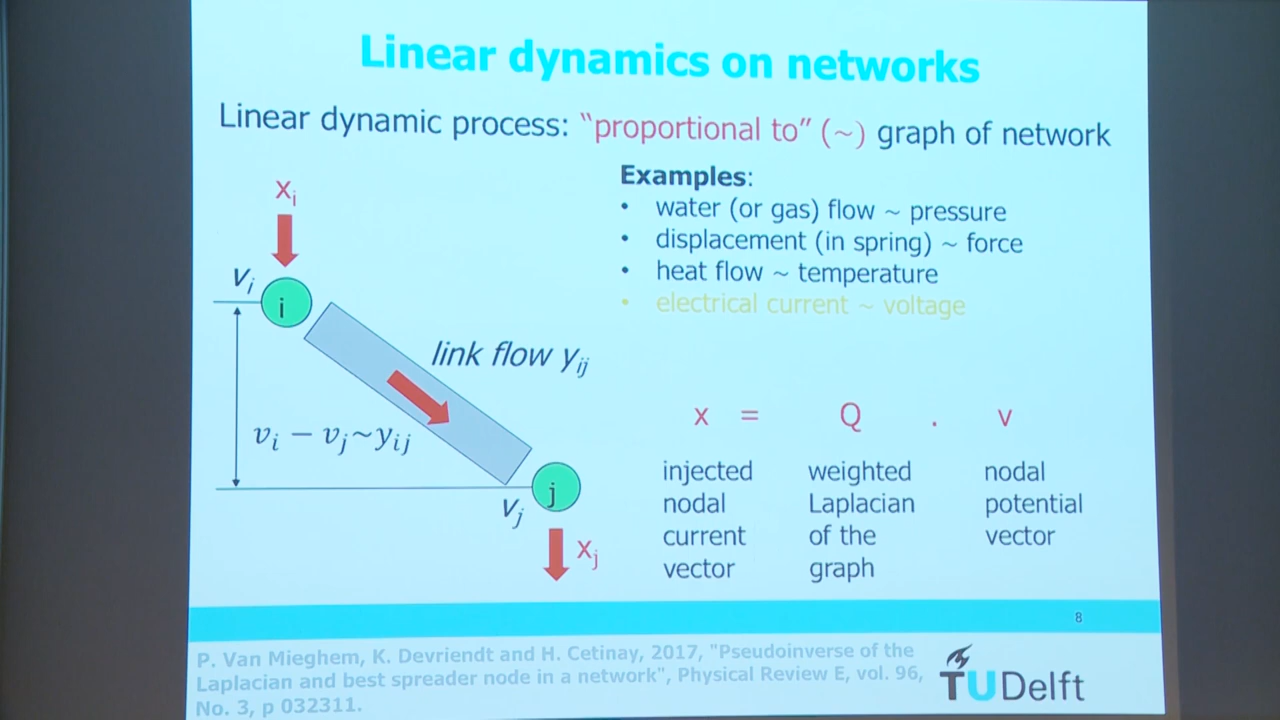 Linear dynamics on networks
Linear dynamic process: “proportional to” (~) graph of network
Examples:
• water (or gas) flow ~ pressure
• displacement (in spring) ~ force
• heat flow ~ temperature
• electrical current ~ voltage
xᵢ
vᵢ
i
link flow yᵢⱼ
vᵢ − vⱼ~yᵢⱼ
j
vⱼ
xⱼ
x = Q . v
injected nodal current vector
weighted Laplacian of the graph
nodal potential vector
8
P. Van Mieghem, K. Devriendt and H. Cetinay, 2017, "Pseudoinverse of the
Laplacian and best spreader node in a network", Physical Review E, vol. 96,
No. 3, p 032311.
TUDelft